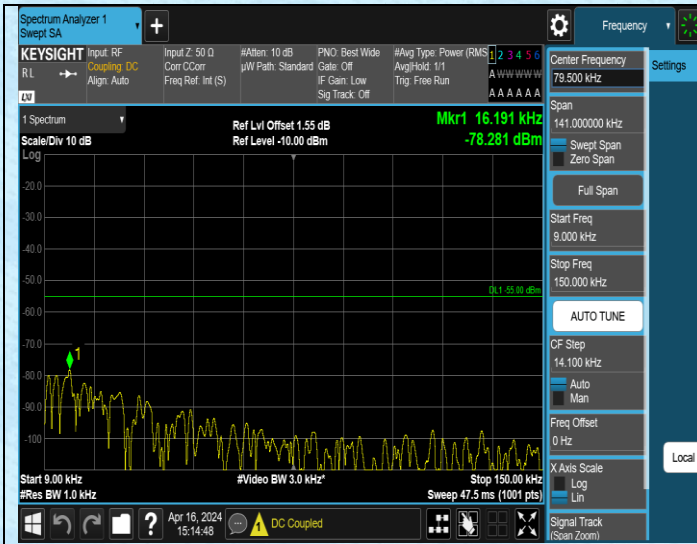 Spectrum Analyzer 1
Swept SA
Frequency
KEYSIGHT
RL
LXI
Input: RF
Coupling: DC
Align: Auto
Input Z: 50 Ω
Corr CCorr
Freq Ref: Int (S)
#Atten: 10 dB
µW Path: Standard
PNO: Best Wide
Gate: Off
IF Gain: Low
Sig Track: Off
#Avg Type: Power (RMS
Avg|Hold: 1/1
Trig: Free Run
1 2 3 4 5 6
A W W W W W
A A A A A A
1 Spectrum
Scale/Div 10 dB
Log
Ref Lvl Offset 1.55 dB
Ref Level -10.00 dBm
Mkr1 16.191 kHz
-78.281 dBm
-20.0
-30.0
-40.0
-50.0
-60.0
-70.0
-80.0
-90.0
-100
DL1 -55.00 dBm
1
Start 9.00 kHz
#Res BW 1.0 kHz
#Video BW 3.0 kHz*
Stop 150.00 kHz
Sweep 47.5 ms (1001 pts)
Apr 16, 2024
15:14:48
DC Coupled
Center Frequency
79.500 kHz
Span
141.000000 kHz
Swept Span
Zero Span
Full Span
Start Freq
9.000 kHz
Stop Freq
150.000 kHz
AUTO TUNE
CF Step
14.100 kHz
Auto
Man
Freq Offset
0 Hz
X Axis Scale
Log
Lin
Signal Track
(Span Zoom)
Settings
Local